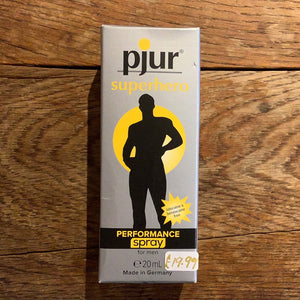 pjur®
superhero
PERFORMANCE
spray
for men
℮20 mL
Made in Germany
£19.99